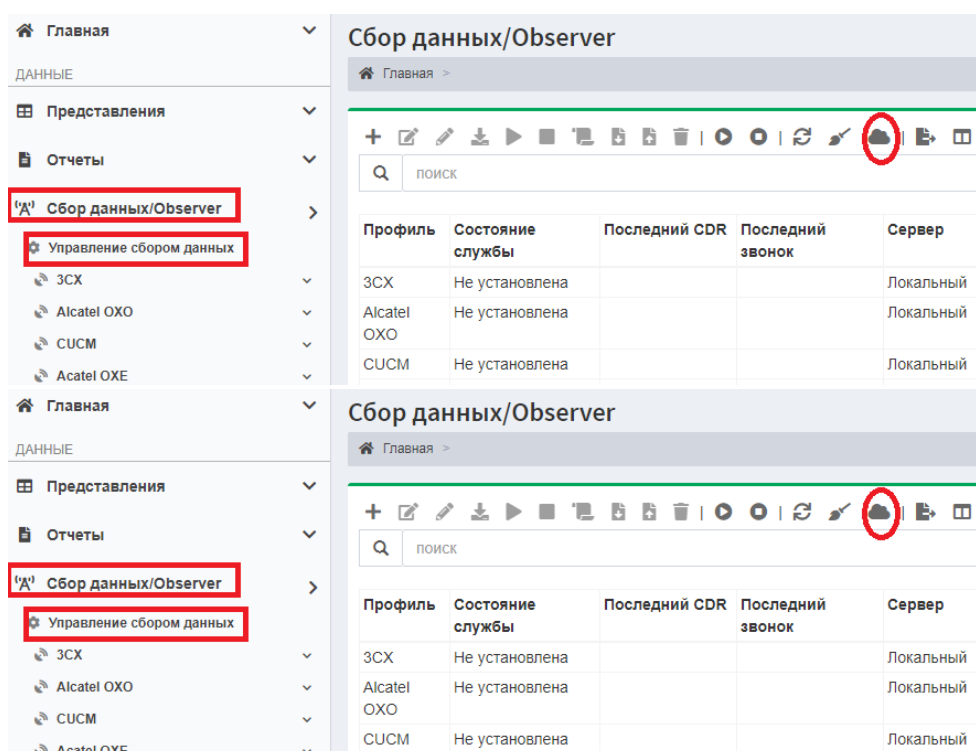 Главная
Сбор данных/Observer
ДАННЫЕ
Главная >
Представления
Отчеты
поиск
Сбор данных/Observer
Управление сбором данных
Профиль Состояние службы Последний CDR Последний звонок Сервер
3CX
3CX Не установлена Локальный
Alcatel OXO
Alcatel OXO Не установлена Локальный
CUCM
CUCM Не установлена Локальный
Acatel OXE
Главная
Сбор данных/Observer
ДАННЫЕ
Главная >
Представления
Отчеты
поиск
Сбор данных/Observer
Управление сбором данных
Профиль Состояние службы Последний CDR Последний звонок Сервер
3CX
3CX Не установлена Локальный
Alcatel OXO
Alcatel OXO Не установлена Локальный
CUCM
CUCM Не установлена Локальный
Acatel OXE